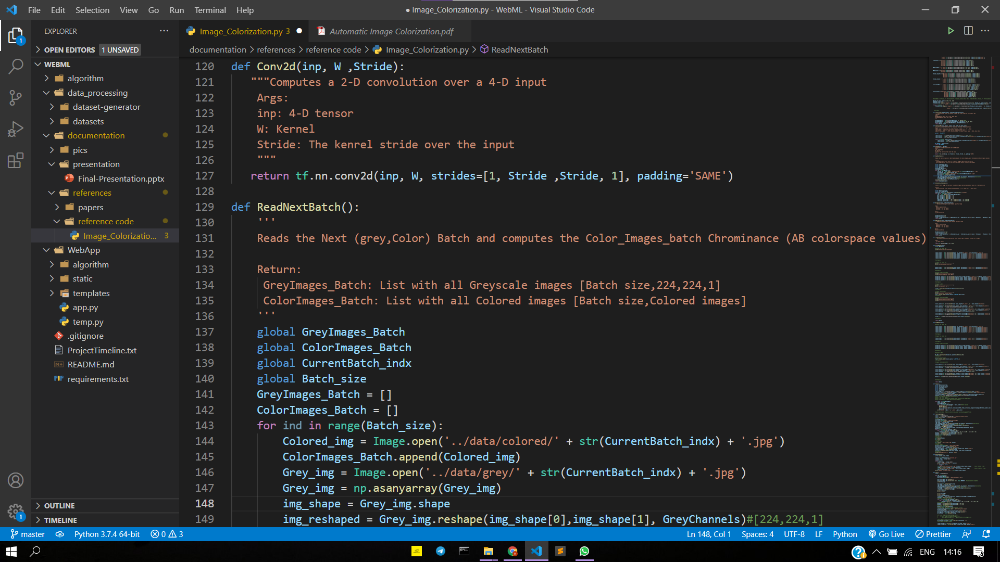 File Edit Selection View Go Run Terminal Help
● Image_Colorization.py - WebML - Visual Studio Code
EXPLORER
OPEN EDITORS 1 UNSAVED
WEBML
algorithm
data_processing
dataset-generator
datasets
documentation
pics
presentation
Final-Presentation.pptx
references
papers
reference code
Image_Colorizatio... 3
WebApp
algorithm
static
templates
app.py
temp.py
.gitignore
ProjectTimeline.txt
README.md
requirements.txt
OUTLINE
TIMELINE
1
1
Image_Colorization.py 3
Automatic Image Colorization.pdf
documentation > references > reference code > Image_Colorization.py > ReadNextBatch
120 def Conv2d(inp, W ,Stride):
121 """Computes a 2-D convolution over a 4-D input
122 Args:
123 inp: 4-D tensor
124 W: Kernel
125 Stride: The kenrel stride over the input
126 """
127 return tf.nn.conv2d(inp, W, strides=[1, Stride ,Stride, 1], padding='SAME')
128
129 def ReadNextBatch():
130 '''
131 Reads the Next (grey,Color) Batch and computes the Color_Images_batch Chrominance (AB colorspace values)
132
133 Return:
134 GreyImages_Batch: List with all Greyscale images [Batch size,224,224,1]
135 ColorImages_Batch: List with all Colored images [Batch size,Colored images]
136 '''
137 global GreyImages_Batch
138 global ColorImages_Batch
139 global CurrentBatch_indx
140 global Batch_size
141 GreyImages_Batch = []
142 ColorImages_Batch = []
143 for ind in range(Batch_size):
144 Colored_img = Image.open('../data/colored/' + str(CurrentBatch_indx) + '.jpg')
145 ColorImages_Batch.append(Colored_img)
146 Grey_img = Image.open('../data/grey/' + str(CurrentBatch_indx) + '.jpg')
147 Grey_img = np.asanyarray(Grey_img)
148 img_shape = Grey_img.shape
149 img_reshaped = Grey_img.reshape(img_shape[0],img_shape[1], GreyChannels)#[224,224,1]
master Python 3.7.4 64-bit 0 3 Ln 148, Col 1 Spaces: 4 UTF-8 LF Python Go Live Prettier
ENG 14:16